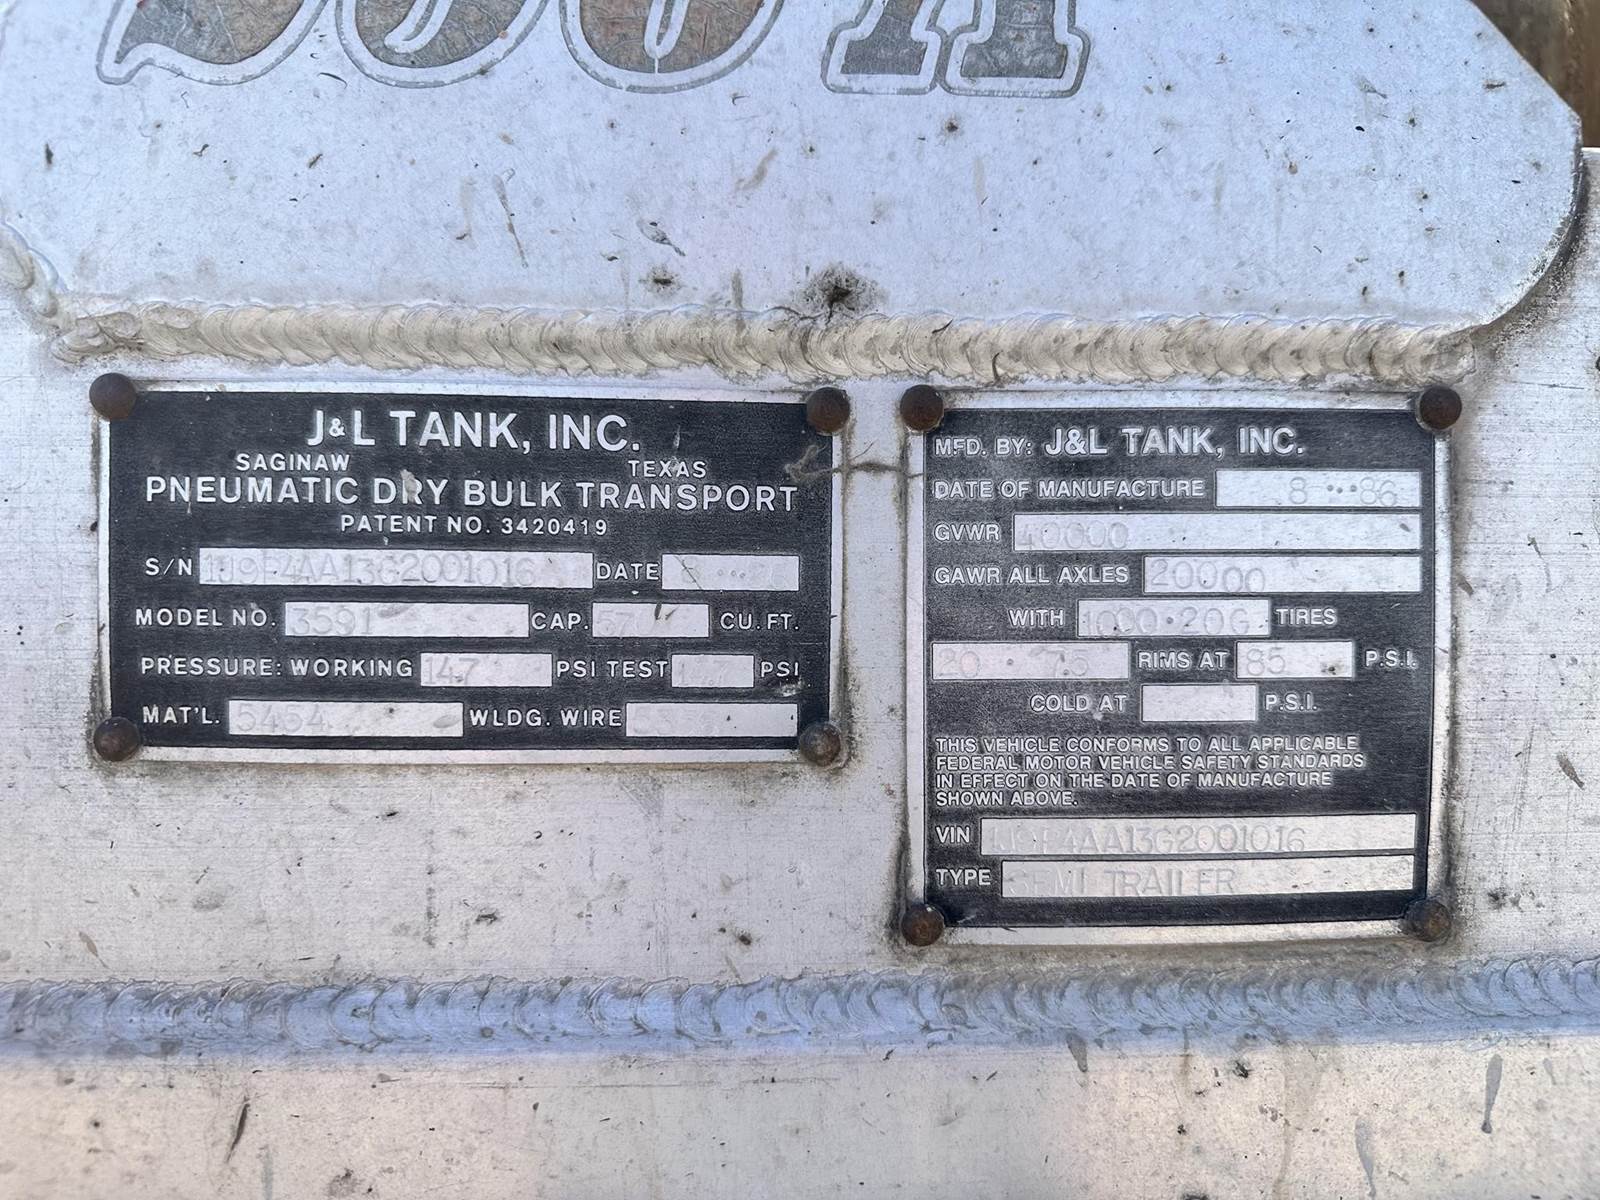 J&L TANK, INC.
SAGINAW TEXAS
PNEUMATIC DRY BULK TRANSPORT
PATENT NO. 3420419
S/N 1J9P4AA13G2001016 DATE
MODEL NO. 3591 CAP. CU. FT.
PRESSURE: WORKING 14.7 PSI TEST PSI
MAT'L. 5454 WLDG. WIRE
MFD. BY: J&L TANK, INC.
DATE OF MANUFACTURE 8-86
GVWR 40000
GAWR ALL AXLES 20000
WITH 1000·20G TIRES
20 · 7.5 RIMS AT 85 P.S.I.
COLD AT P.S.I.
THIS VEHICLE CONFORMS TO ALL APPLICABLE
FEDERAL MOTOR VEHICLE SAFETY STANDARDS
IN EFFECT ON THE DATE OF MANUFACTURE
SHOWN ABOVE.
VIN 1J9P4AA13G2001016
TYPE SEMI TRAILER